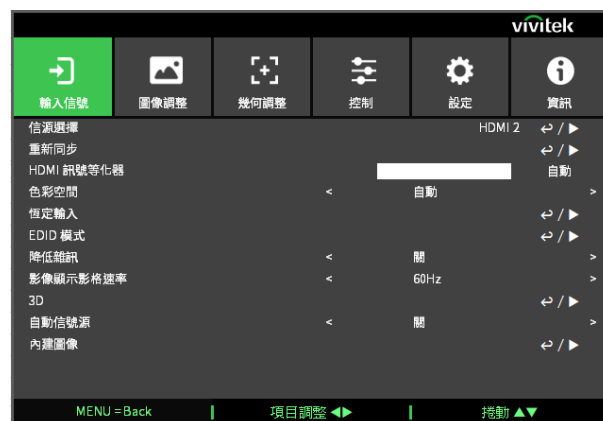 vivitek
輸入信號 圖像調整 幾何調整 控制 設定 資訊
信源選擇 HDMI 2 ↩ / ▶
重新同步 ↩ / ▶
HDMI 訊號等化器 自動
色彩空間 < 自動 >
恆定輸入 ↩ / ▶
EDID 模式 ↩ / ▶
降低雜訊 < 關 >
影像顯示影格速率 < 60Hz >
3D ↩ / ▶
自動信號源 < 關 >
內建圖像 ↩ / ▶
MENU =Back | 項目調整 ◀▶ | 捲動 ▲▼